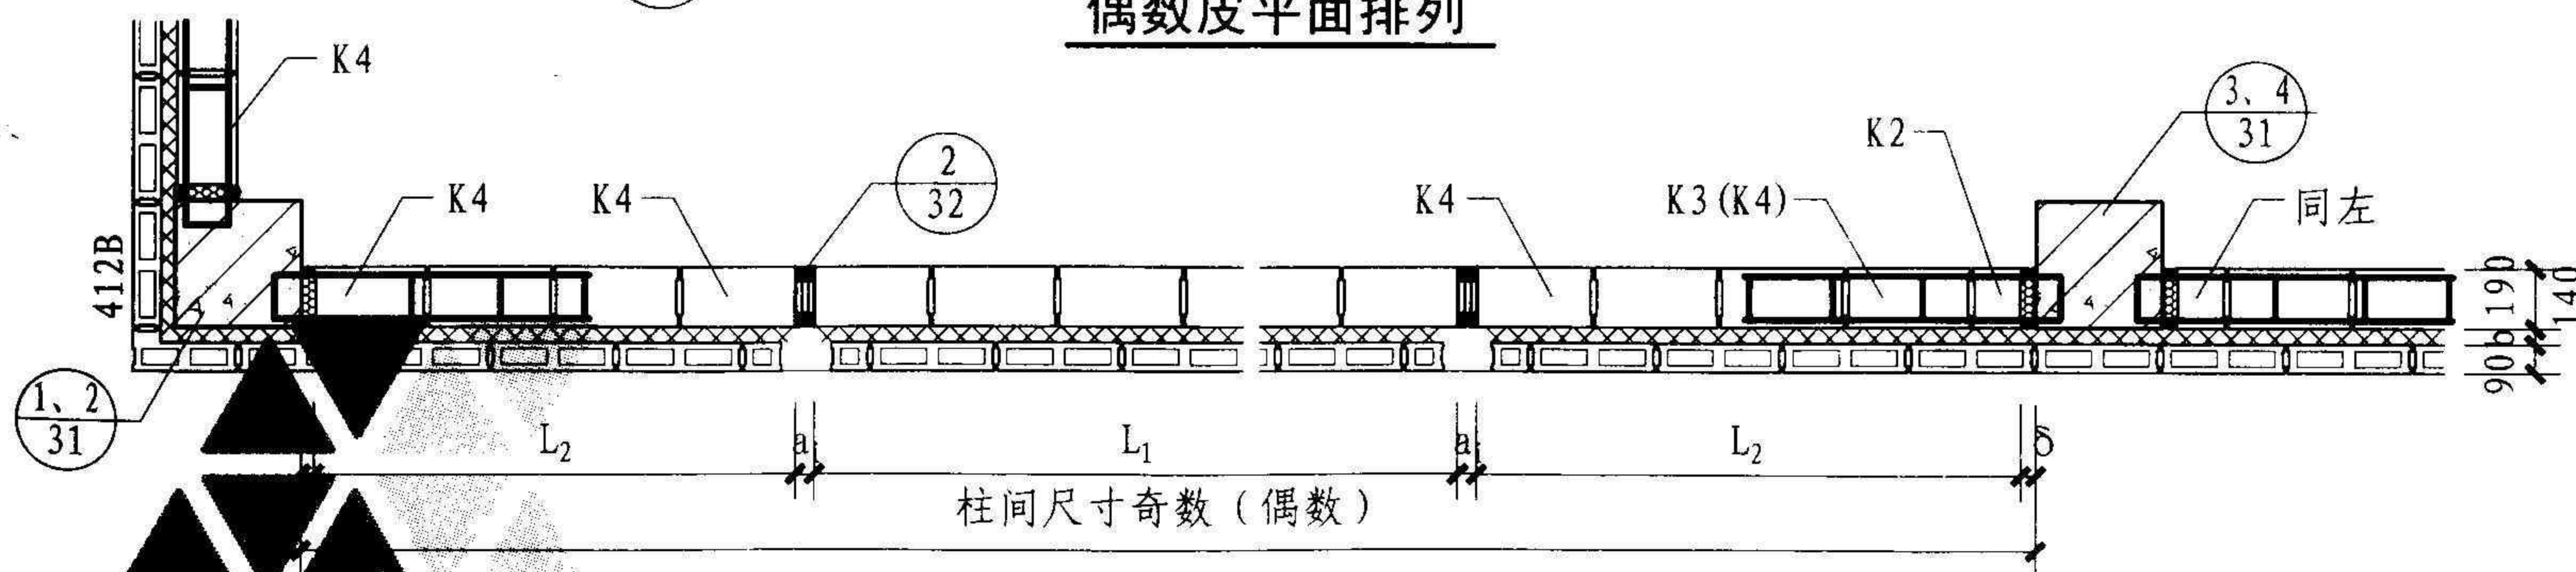 偶数皮平面排列
K4
3、4
31
K2
2
32
K4
K4
K4
K3(K4)
同左
412B
190
140
b
90
1、2
31
L₂
a
L₁
a
L₂
δ
柱间尺寸奇数(偶数)